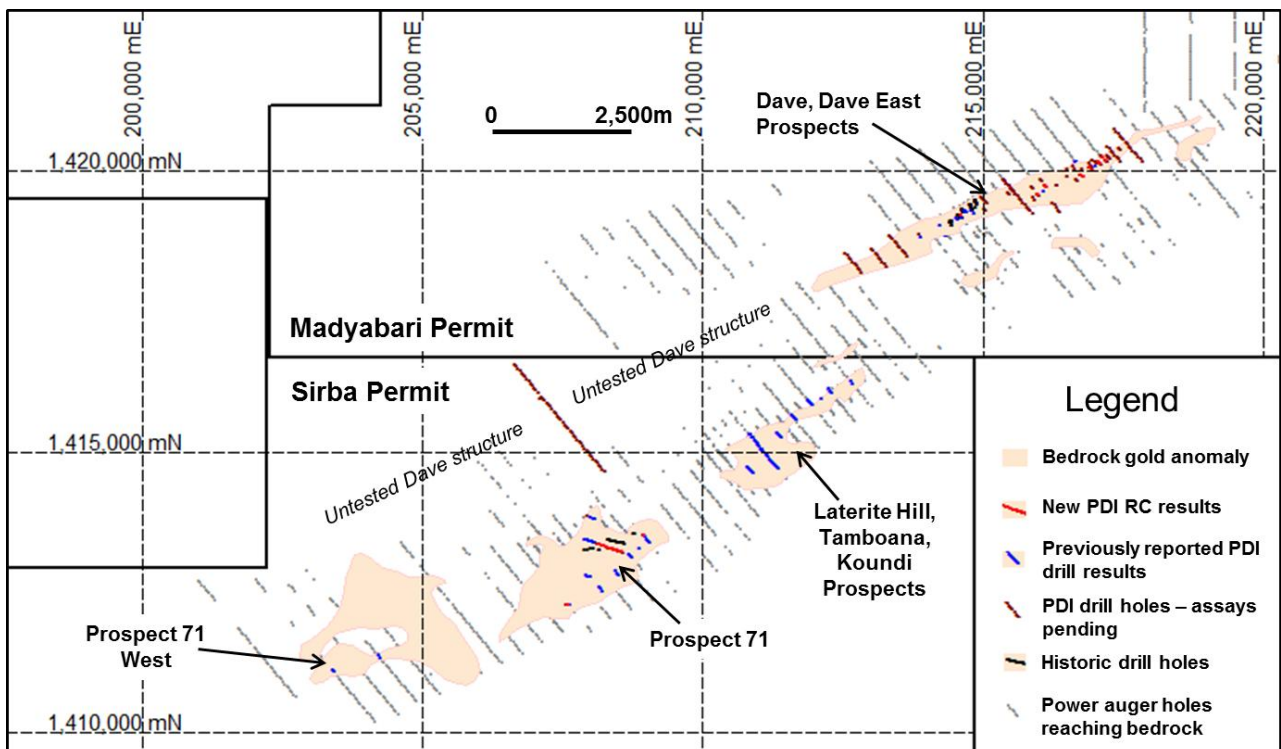 200,000 mE
205,000 mE
210,000 mE
215,000 mE
220,000 mE
0 2,500m
Dave, Dave East
Prospects
1,420,000 mN
Untested Dave structure
Madyabari Permit
Sirba Permit
1,415,000 mN
Untested Dave structure
Laterite Hill,
Tamboana,
Koundi
Prospects
Prospect 71
West
Prospect 71
1,410,000 mN
Legend
Bedrock gold anomaly
New PDI RC results
Previously reported PDI
drill results
PDI drill holes – assays
pending
Historic drill holes
Power auger holes
reaching bedrock